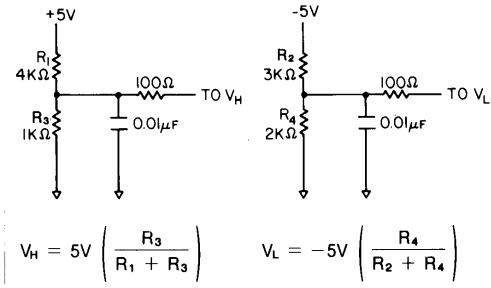 +5V
R1
4KΩ
R3
1KΩ
100Ω
TO VH
0.01µF
-5V
R2
3KΩ
R4
2KΩ
100Ω
TO VL
0.01µF
VH = 5V ( R3 / R1 + R3 )
VL = -5V ( R4 / R2 + R4 )